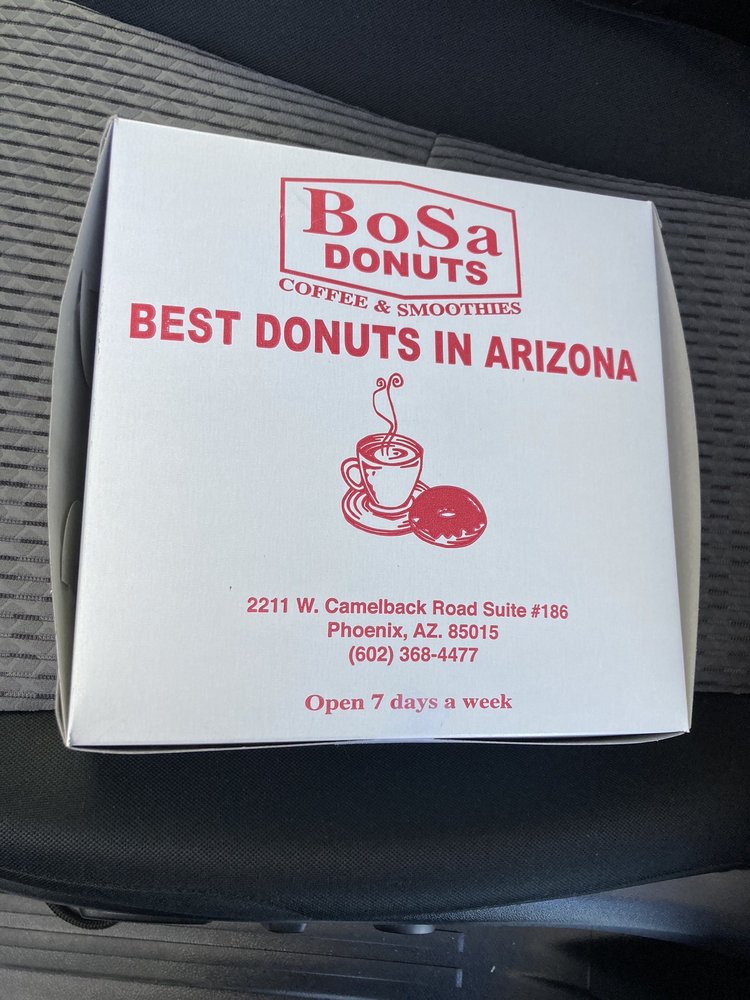 BoSa
DONUTS
COFFEE & SMOOTHIES
BEST DONUTS IN ARIZONA
2211 W. Camelback Road Suite #186
Phoenix, AZ. 85015
(602) 368-4477
Open 7 days a week